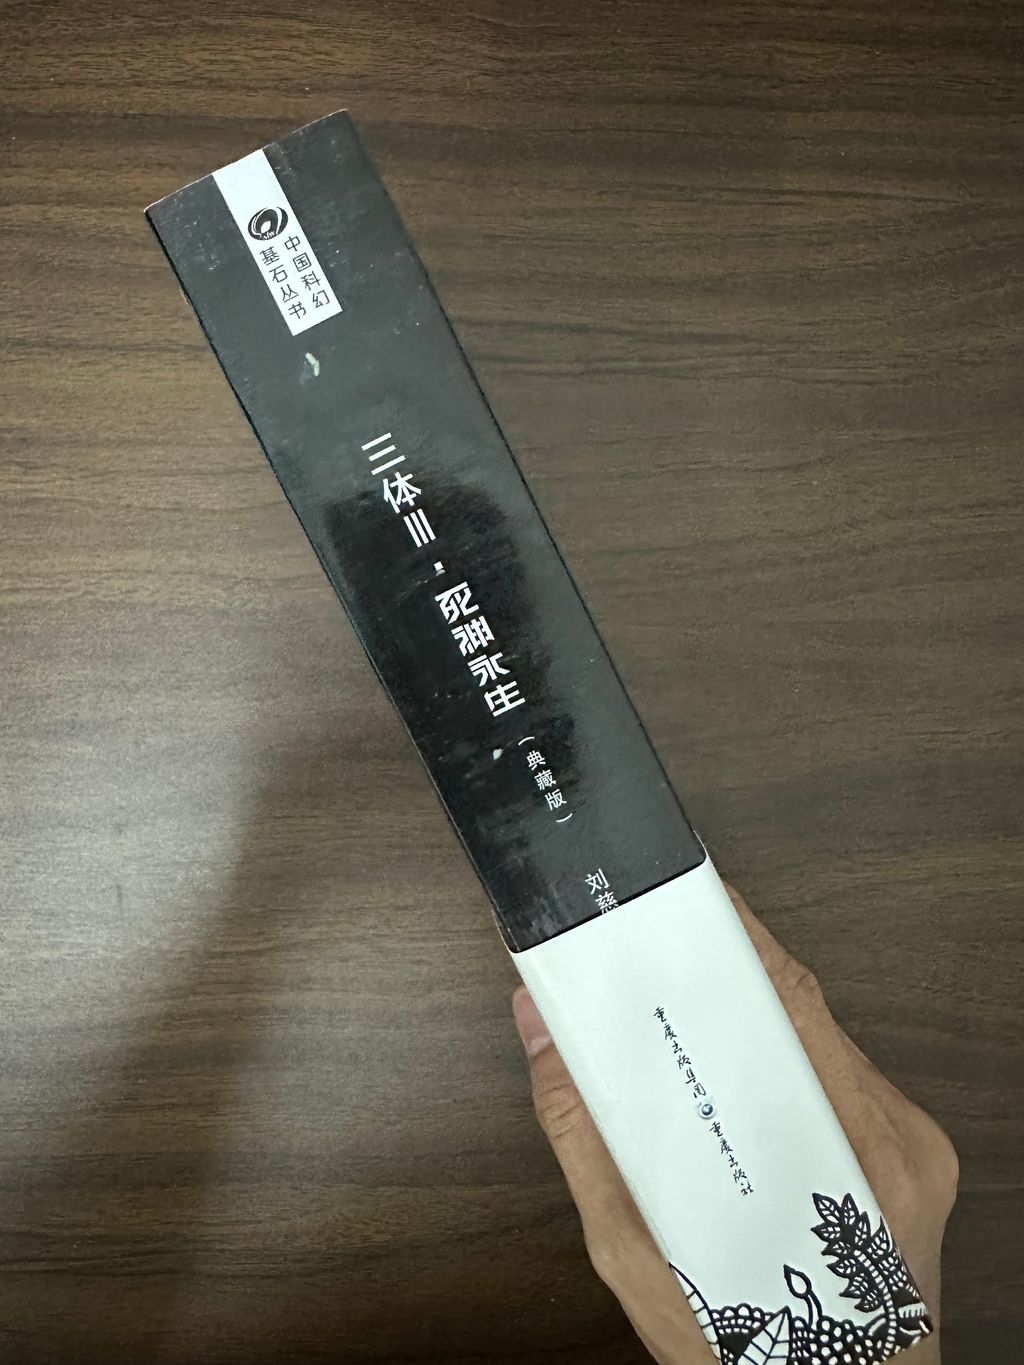 中国科幻
基石丛书
三体Ⅲ·死神永生
(典藏版)
刘慈
重庆出版集团 重庆出版社